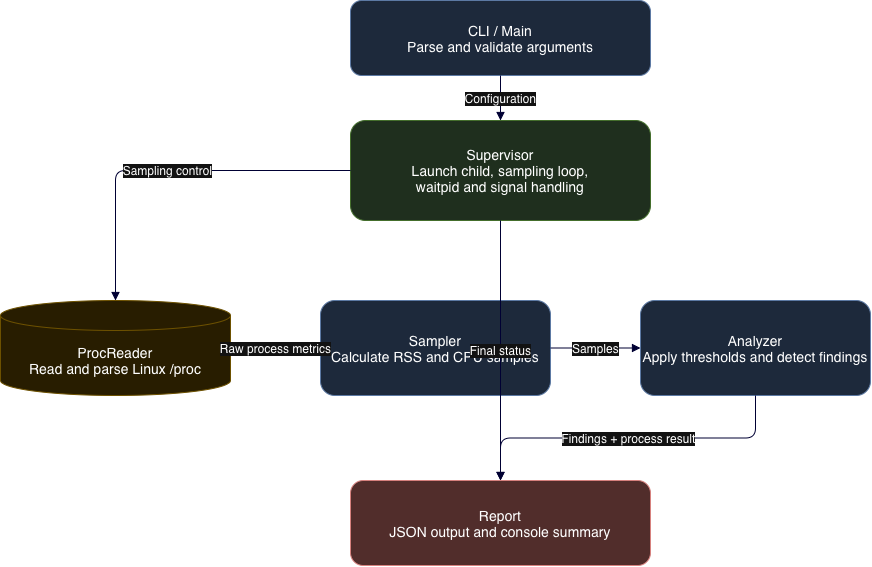 CLI / Main
Parse and validate arguments
Configuration
Supervisor
Launch child, sampling loop,
waitpid and signal handling
Sampling control
ProcReader
Read and parse Linux /proc
Raw process metrics
Sampler
Calculate RSS and CPU samples
Final status
Samples
Analyzer
Apply thresholds and detect findings
Findings + process result
Report
JSON output and console summary